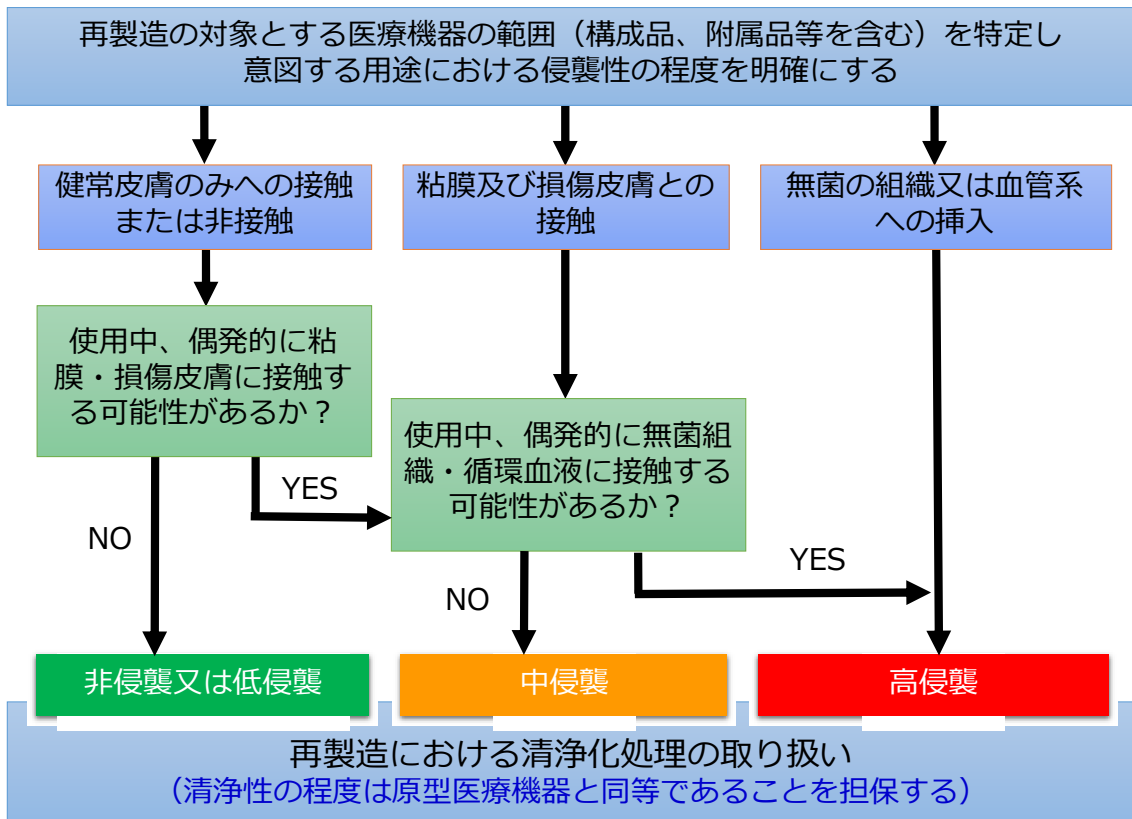 再製造の対象とする医療機器の範囲（構成品、附属品等を含む）を特定し
意図する用途における侵襲性の程度を明確にする
健常皮膚のみへの接触
または非接触
粘膜及び損傷皮膚との
接触
無菌の組織又は血管系
への挿入
使用中、偶発的に粘
膜・損傷皮膚に接触す
る可能性があるか？
使用中、偶発的に無菌組
織・循環血液に接触する
可能性があるか？
YES
NO
YES
NO
非侵襲又は低侵襲
中侵襲
高侵襲
再製造における清浄化処理の取り扱い
（清浄性の程度は原型医療機器と同等であることを担保する）